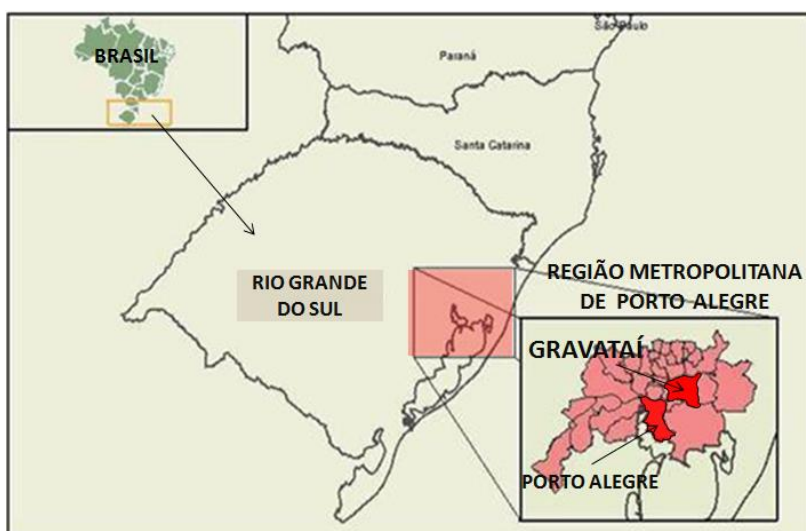 BRASIL
São Paulo
Paraná
Santa Catarina
RIO GRANDE
DO SUL
REGIÃO METROPOLITANA
DE PORTO ALEGRE
GRAVATAÍ
PORTO ALEGRE